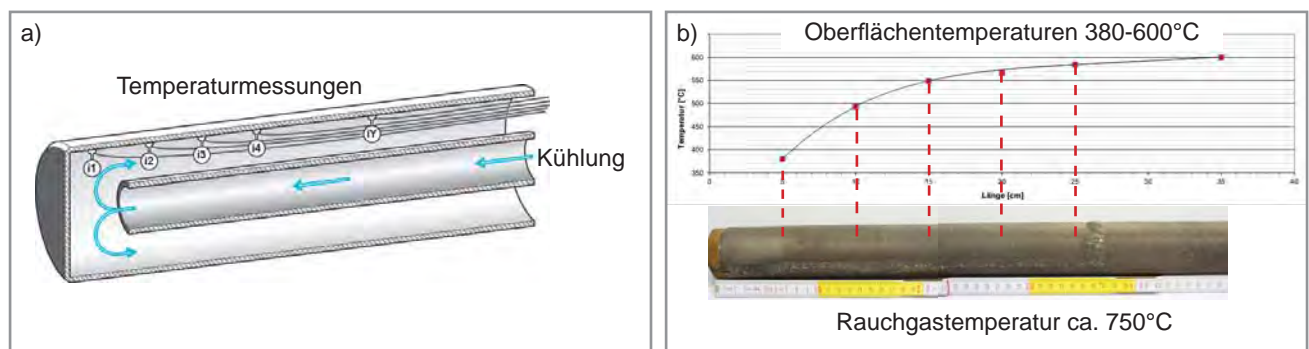 a)
Temperaturmessungen
i1
i2
i3
i4
Kühlung
b)
Oberflächentemperaturen 380-600°C
Temperatur [°C]
600
550
500
450
400
350
0
5
10
15
20
25
30
35
40
Länge [cm]
Rauchgastemperatur ca. 750°C